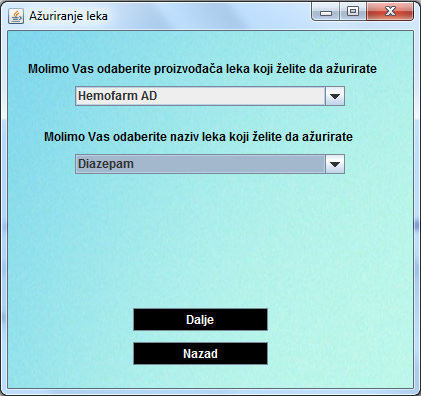 Ažuriranje leka
Molimo Vas odaberite proizvođača leka koji želite da ažurirate
Hemofarm AD
Molimo Vas odaberite naziv leka koji želite da ažurirate
Diazepam
Dalje
Nazad